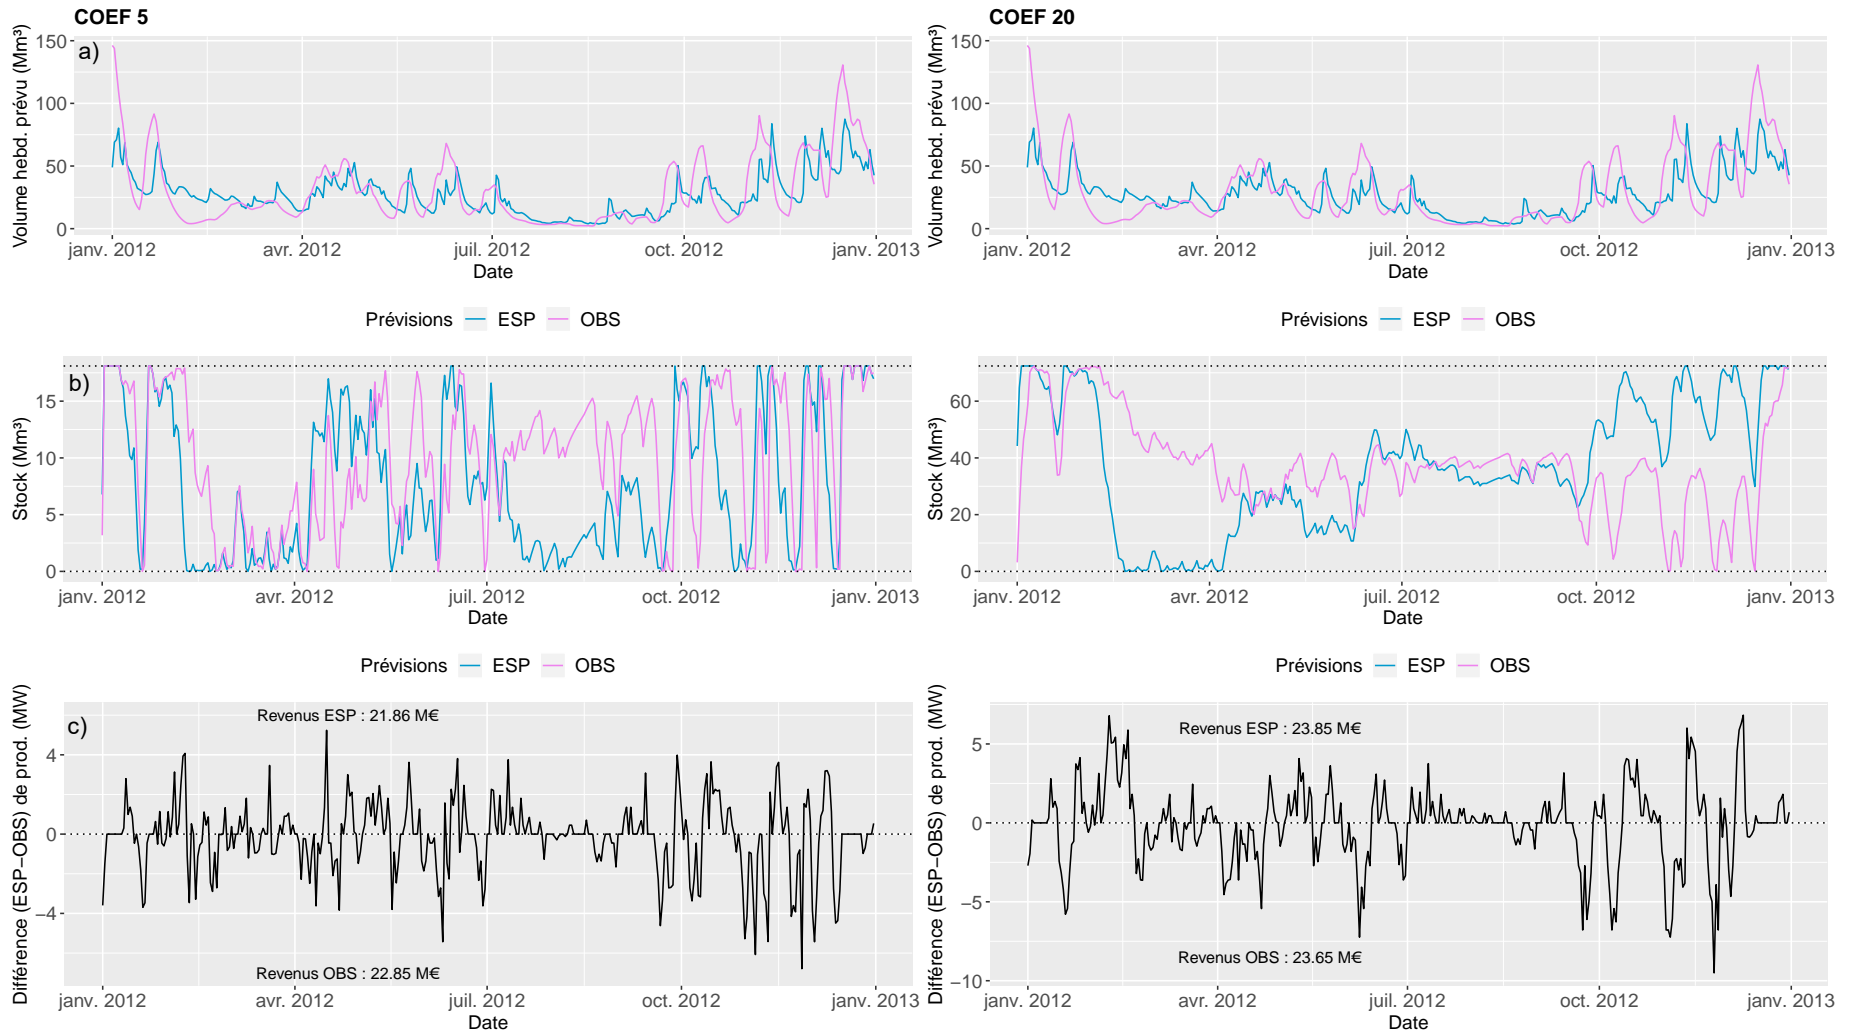 COEF 5
COEF 20
a)
Volume hebd. prévu (Mm³)
150
100
50
0
janv. 2012
avr. 2012
juil. 2012
oct. 2012
janv. 2013
Date
Prévisions
ESP
OBS
Volume hebd. prévu (Mm³)
150
100
50
0
janv. 2012
avr. 2012
juil. 2012
oct. 2012
janv. 2013
Date
Prévisions
ESP
OBS
b)
Stock (Mm³)
15
10
5
0
janv. 2012
avr. 2012
juil. 2012
oct. 2012
janv. 2013
Date
Prévisions
ESP
OBS
Stock (Mm³)
60
40
20
0
janv. 2012
avr. 2012
juil. 2012
oct. 2012
janv. 2013
Date
Prévisions
ESP
OBS
c)
Différence (ESP−OBS) de prod. (MW)
Revenus ESP : 21.86 M€
4
0
−4
Revenus OBS : 22.85 M€
janv. 2012
avr. 2012
juil. 2012
oct. 2012
janv. 2013
Date
Différence (ESP−OBS) de prod. (MW)
Revenus ESP : 23.85 M€
5
0
−5
−10
Revenus OBS : 23.65 M€
janv. 2012
avr. 2012
juil. 2012
oct. 2012
janv. 2013
Date